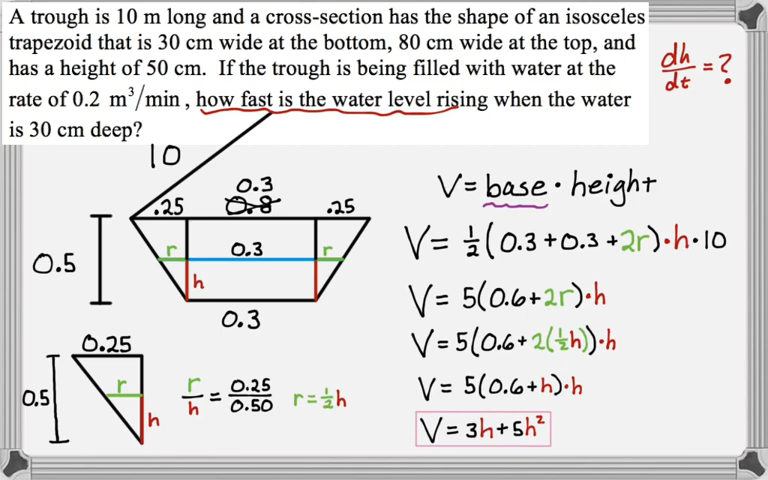 A trough is 10 m long and a cross-section has the shape of an isosceles
trapezoid that is 30 cm wide at the bottom, 80 cm wide at the top, and
has a height of 50 cm.  If the trough is being filled with water at the
rate of 0.2 m³/min , how fast is the water level rising when the water
is 30 cm deep?
dh/dt = ?
10
0.3
.25 0.8 .25
r 0.3 r
0.5
h
0.3
V = base · height
V = ½(0.3+0.3+2r)·h·10
V = 5(0.6+2r)·h
V = 5(0.6+2(½h))·h
V = 5(0.6+h)·h
V = 3h+5h²
0.25
0.5
r
h
r/h = 0.25/0.50 r=½h